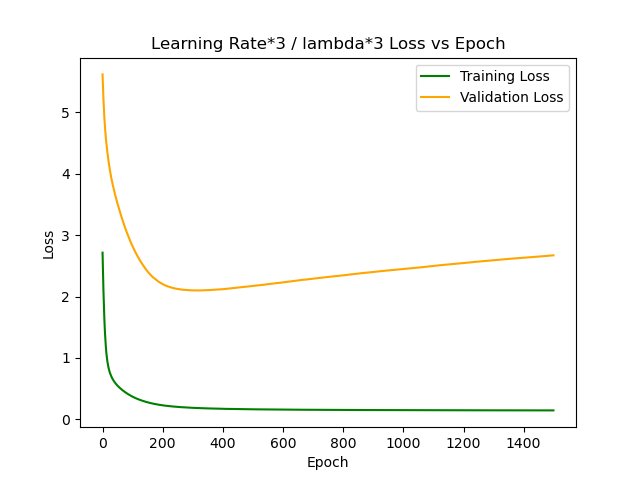 Learning Rate*3 / lambda*3 Loss vs Epoch
Training Loss
Validation Loss
Loss
5
4
3
2
1
0
0 200 400 600 800 1000 1200 1400
Epoch